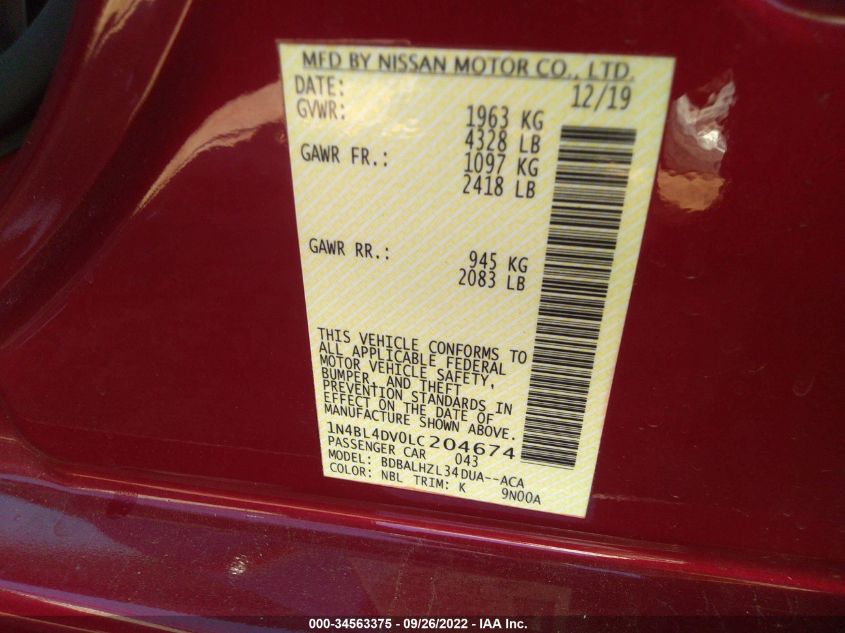 MFD BY NISSAN MOTOR CO., LTD.
DATE: 12/19
GVWR: 1963 KG
4328 LB
GAWR FR.: 1097 KG
2418 LB
GAWR RR.: 945 KG
2083 LB
THIS VEHICLE CONFORMS TO
ALL APPLICABLE FEDERAL
MOTOR VEHICLE SAFETY,
BUMPER, AND THEFT
PREVENTION STANDARDS IN
EFFECT ON THE DATE OF
MANUFACTURE SHOWN ABOVE.
1N4BL4DV0LC204674
PASSENGER CAR 043
MODEL: BDBALHZL34DUA--ACA
COLOR: NBL TRIM: K 9N00A
000-34563375 - 09/26/2022 - IAA Inc.